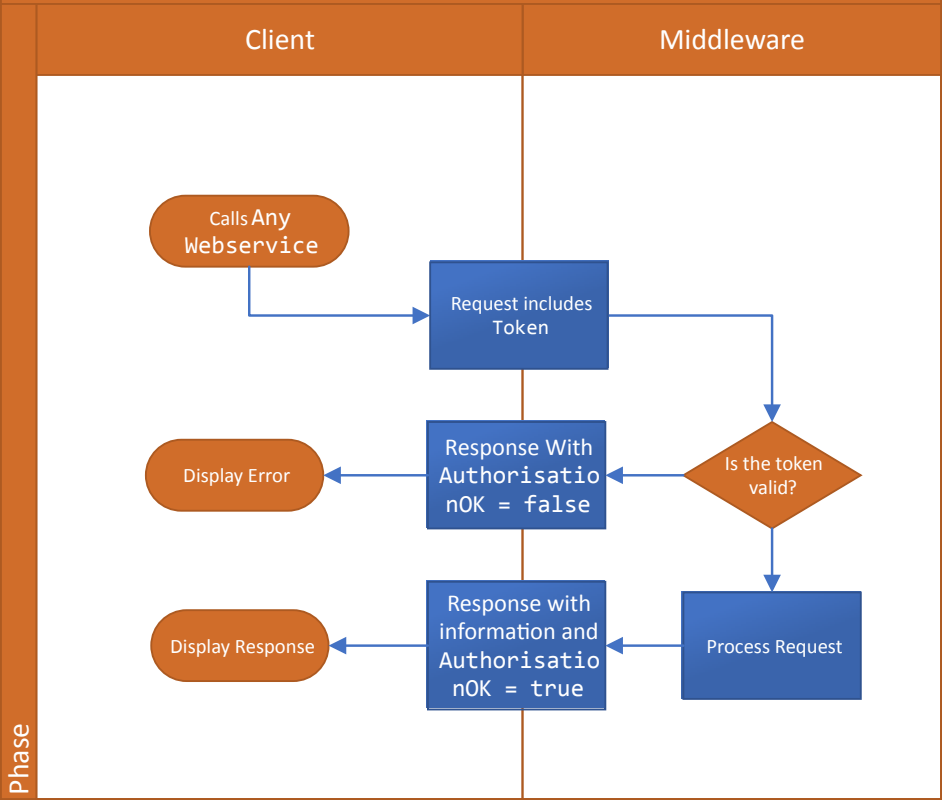 Client
Middleware
Calls Any
Webservice
Request includes
Token
Response With
Authorisatio
nOK = false
Display Error
Is the token
valid?
Response with
information and
Authorisatio
nOK = true
Display Response
Process Request
Phase